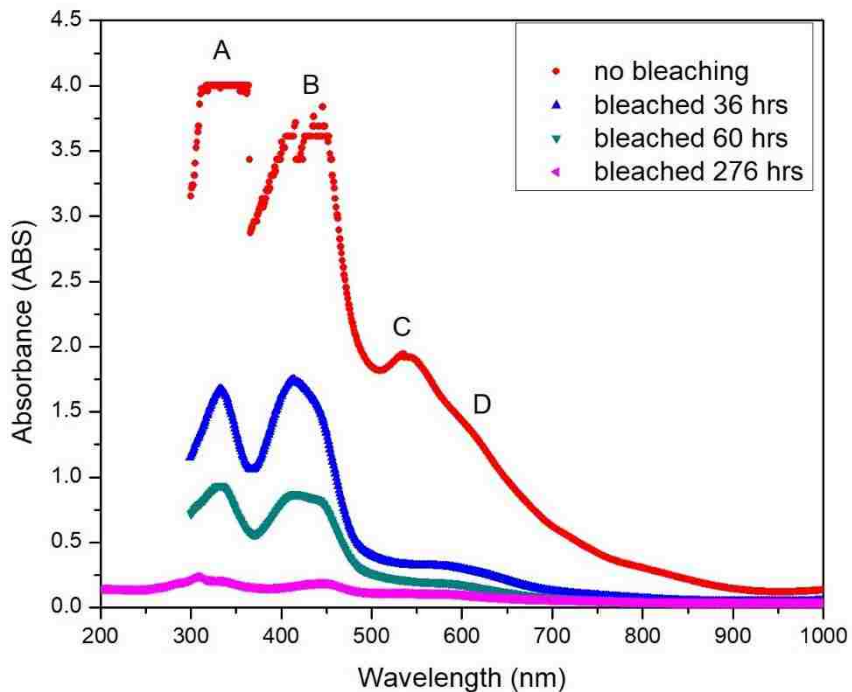 4.5
4.0
3.5
3.0
2.5
2.0
1.5
1.0
0.5
0.0
Absorbance (ABS)
A
B
C
D
no bleaching
bleached 36 hrs
bleached 60 hrs
bleached 276 hrs
200 300 400 500 600 700 800 900 1000
Wavelength (nm)